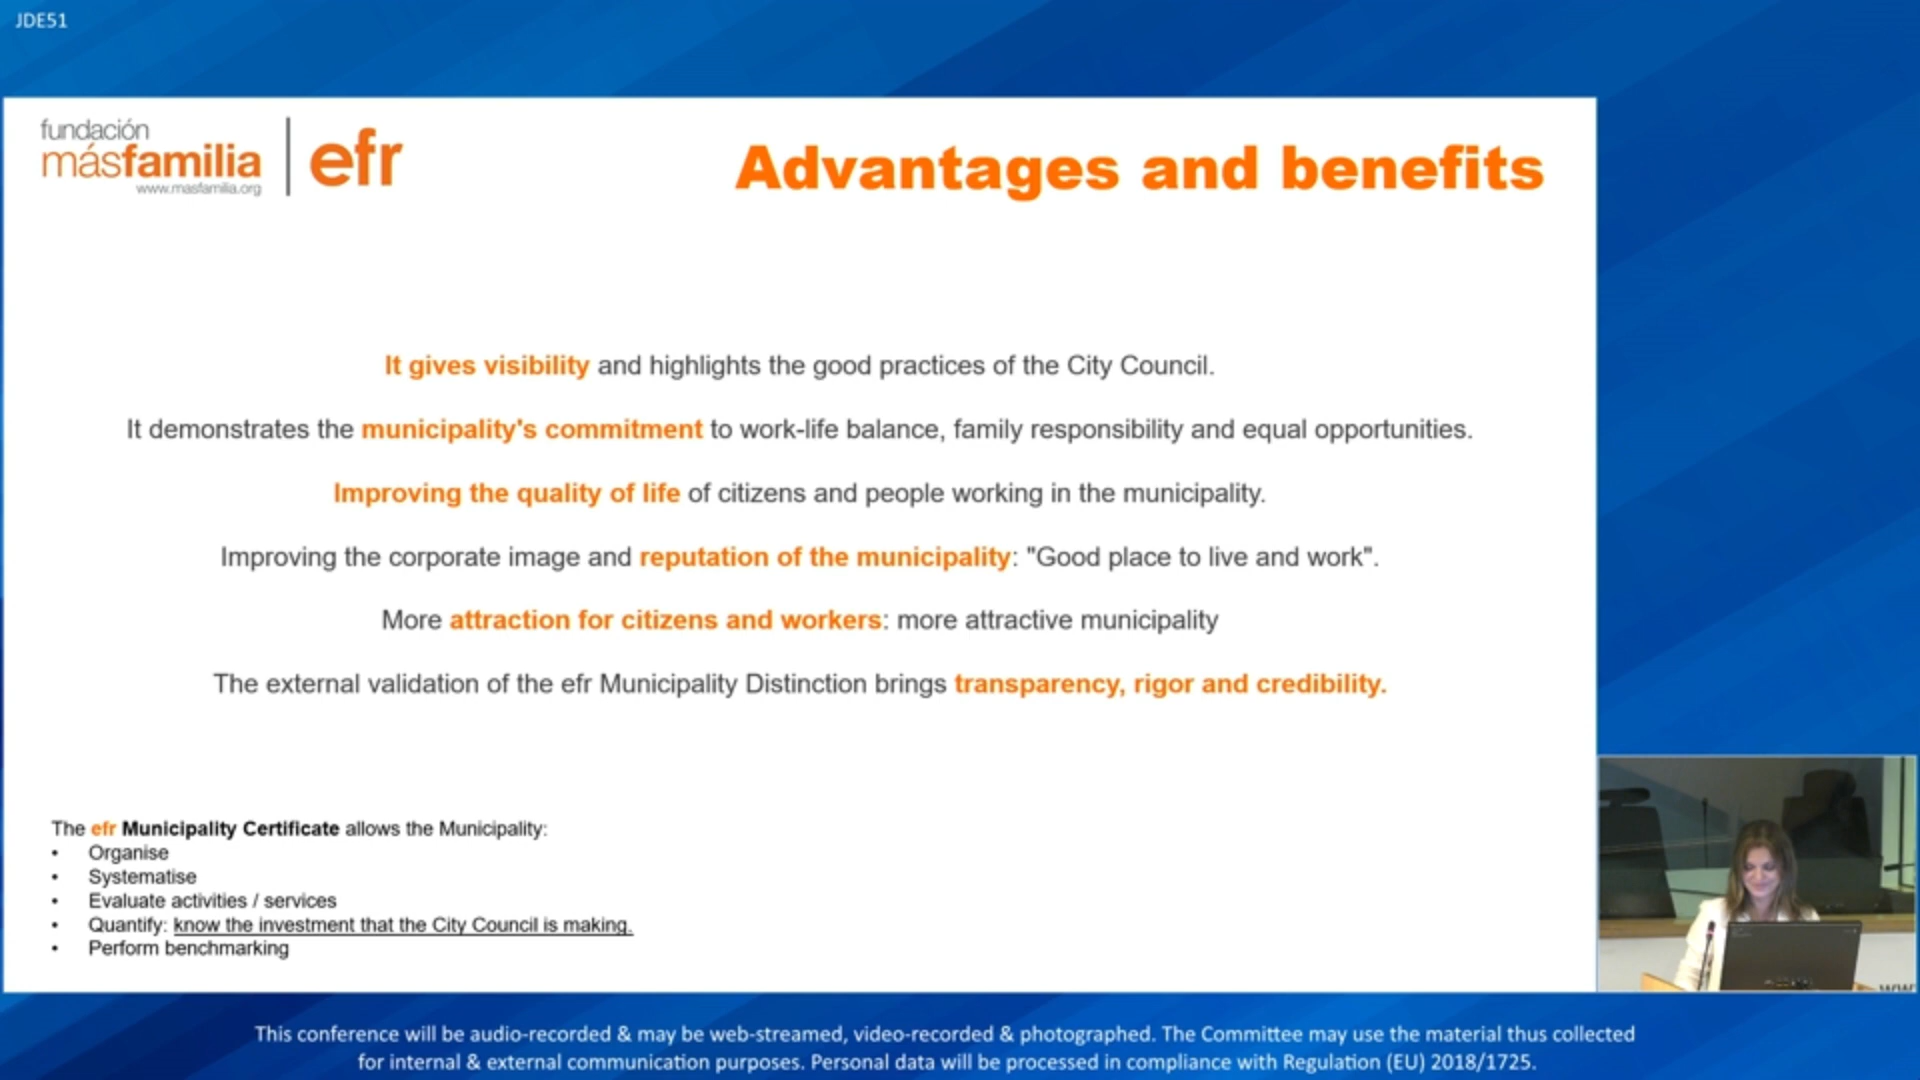 JDE51
fundación
másfamilia
www.masfamilia.org
efr
Advantages and benefits
It gives visibility and highlights the good practices of the City Council.
It demonstrates the municipality's commitment to work-life balance, family responsibility and equal opportunities.
Improving the quality of life of citizens and people working in the municipality.
Improving the corporate image and reputation of the municipality: "Good place to live and work".
More attraction for citizens and workers: more attractive municipality
The external validation of the efr Municipality Distinction brings transparency, rigor and credibility.
The efr Municipality Certificate allows the Municipality:
• Organise
• Systematise
• Evaluate activities / services
• Quantify: know the investment that the City Council is making.
• Perform benchmarking
This conference will be audio-recorded & may be web-streamed, video-recorded & photographed. The Committee may use the material thus collected
for internal & external communication purposes. Personal data will be processed in compliance with Regulation (EU) 2018/1725.